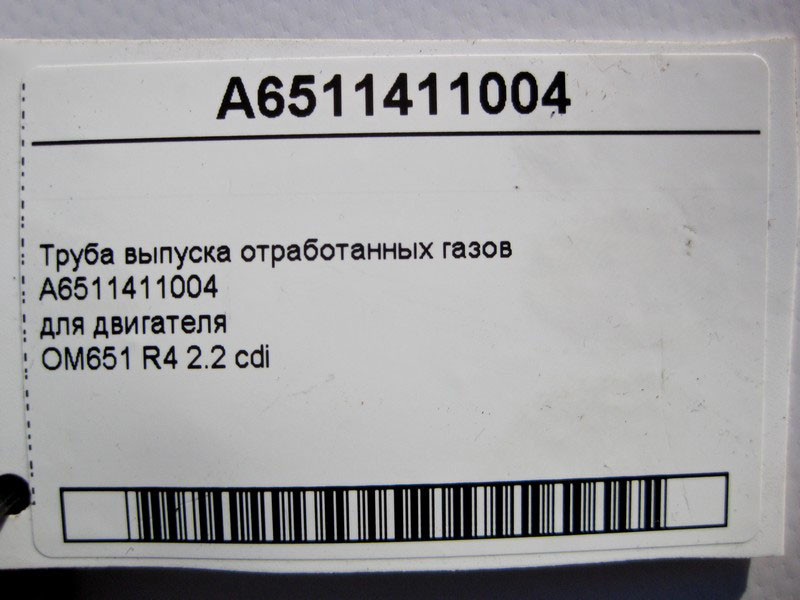 A6511411004
Труба выпуска отработанных газов
A6511411004
для двигателя
OM651 R4 2.2 cdi